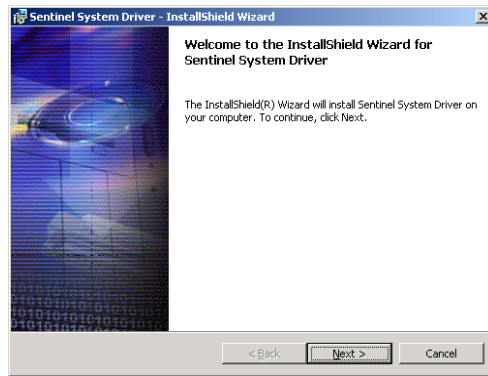 Sentinel System Driver - InstallShield Wizard
Welcome to the InstallShield Wizard for
Sentinel System Driver
The InstallShield(R) Wizard will install Sentinel System Driver on
your computer. To continue, click Next.
< Back
Next >
Cancel